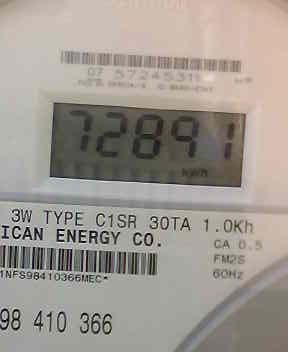 07 57245311
72891
kWh
3W TYPE C1SR 30TA 1.0Kh
ICAN ENERGY CO.
CA 0.5
FM2S
60Hz
1NFS98410366MEC*
98 410 366